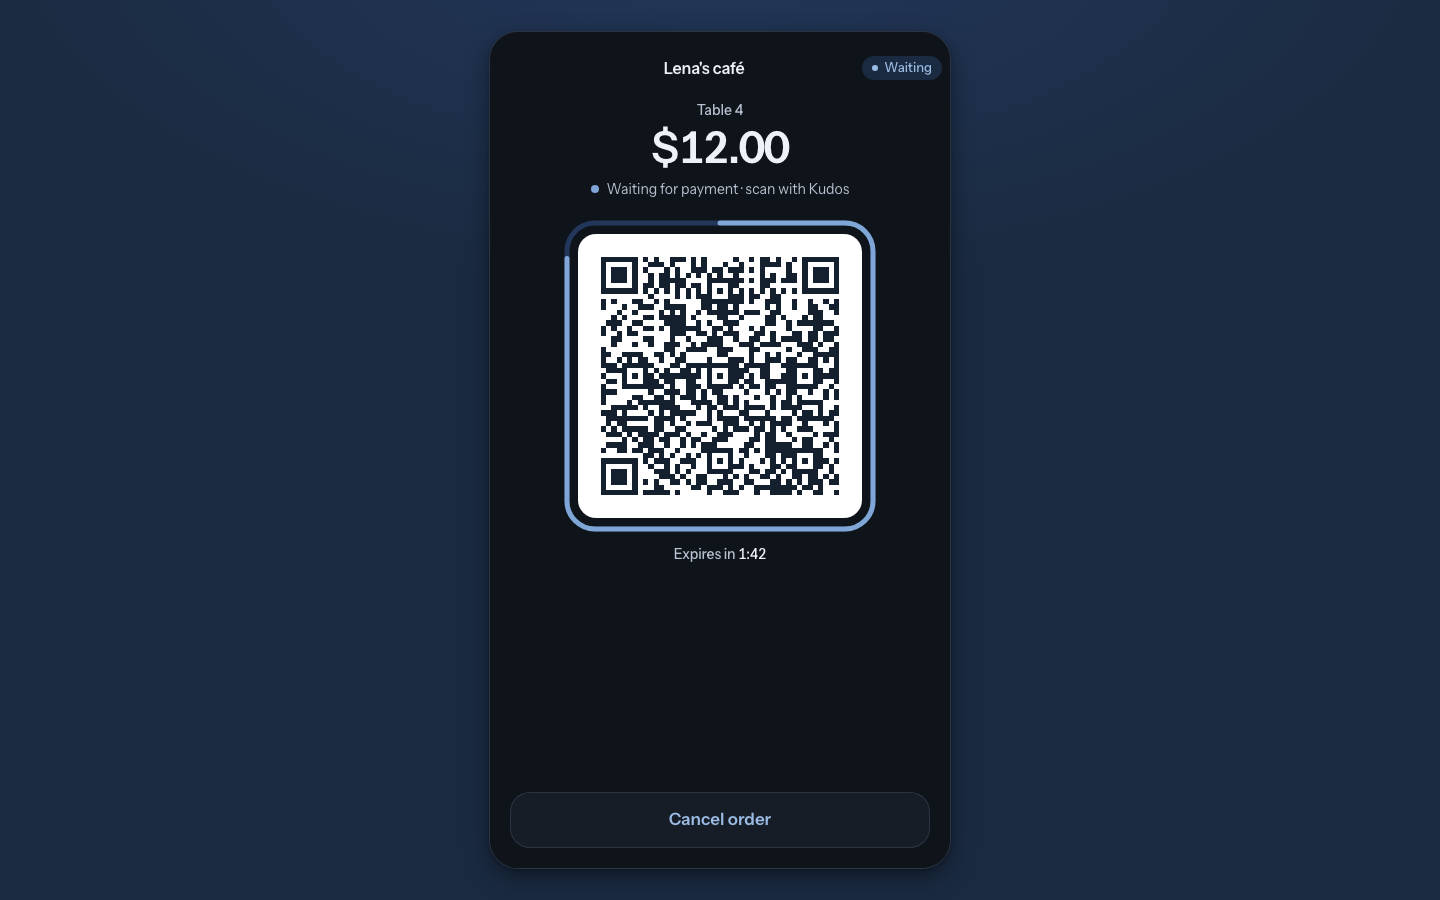 Lena's café
Waiting
Table 4
$12.00
Waiting for payment · scan with Kudos
Expires in 1:42
Cancel order